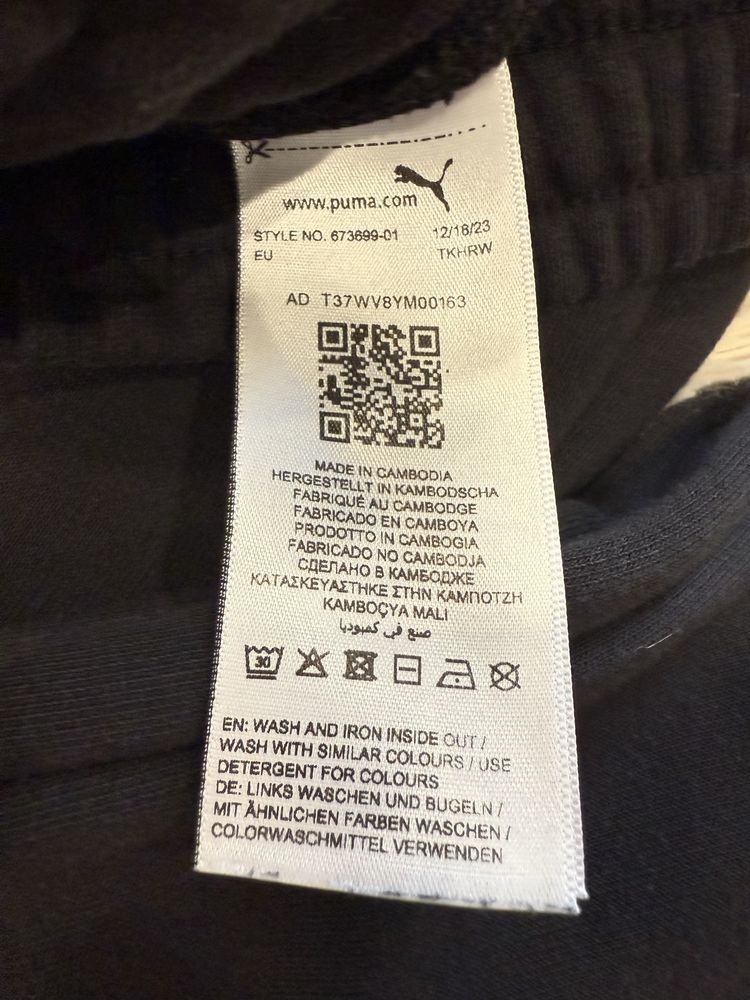 www.puma.com
STYLE NO. 673699-01 12/18/23
EU TKHRW
AD T37WV8YM00163
MADE IN CAMBODIA
HERGESTELLT IN KAMBODSCHA
FABRIQUÉ AU CAMBODGE
FABRICADO EN CAMBOYA
PRODOTTO IN CAMBOGIA
FABRICADO NO CAMBODJA
СДЕЛАНО В КАМБОДЖЕ
ΚΑΤΑΣΚΕΥΑΣΤΗΚΕ ΣΤΗΝ ΚΑΜΠΟΤΖΗ
KAMBOÇYA MALI
صنع في كمبوديا
30
EN: WASH AND IRON INSIDE OUT /
WASH WITH SIMILAR COLOURS / USE
DETERGENT FOR COLOURS
DE: LINKS WASCHEN UND BÜGELN /
MIT ÄHNLICHEN FARBEN WASCHEN /
COLORWASCHMITTEL VERWENDEN